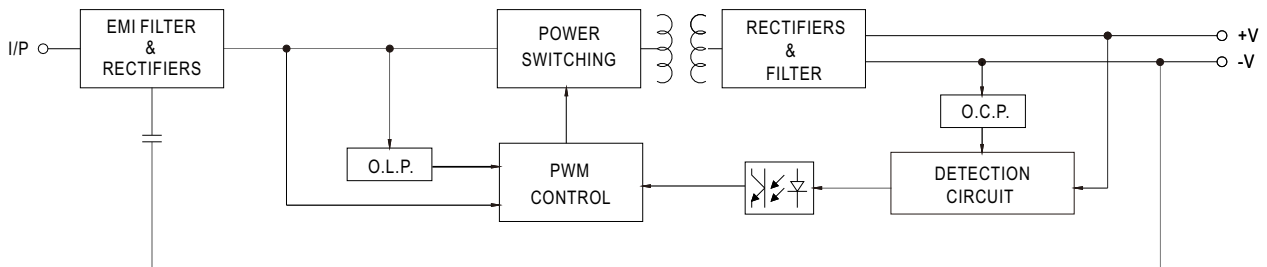 I/P
EMI FILTER
&
RECTIFIERS
POWER
SWITCHING
RECTIFIERS
&
FILTER
+V
-V
O.C.P.
O.L.P.
PWM
CONTROL
DETECTION
CIRCUIT